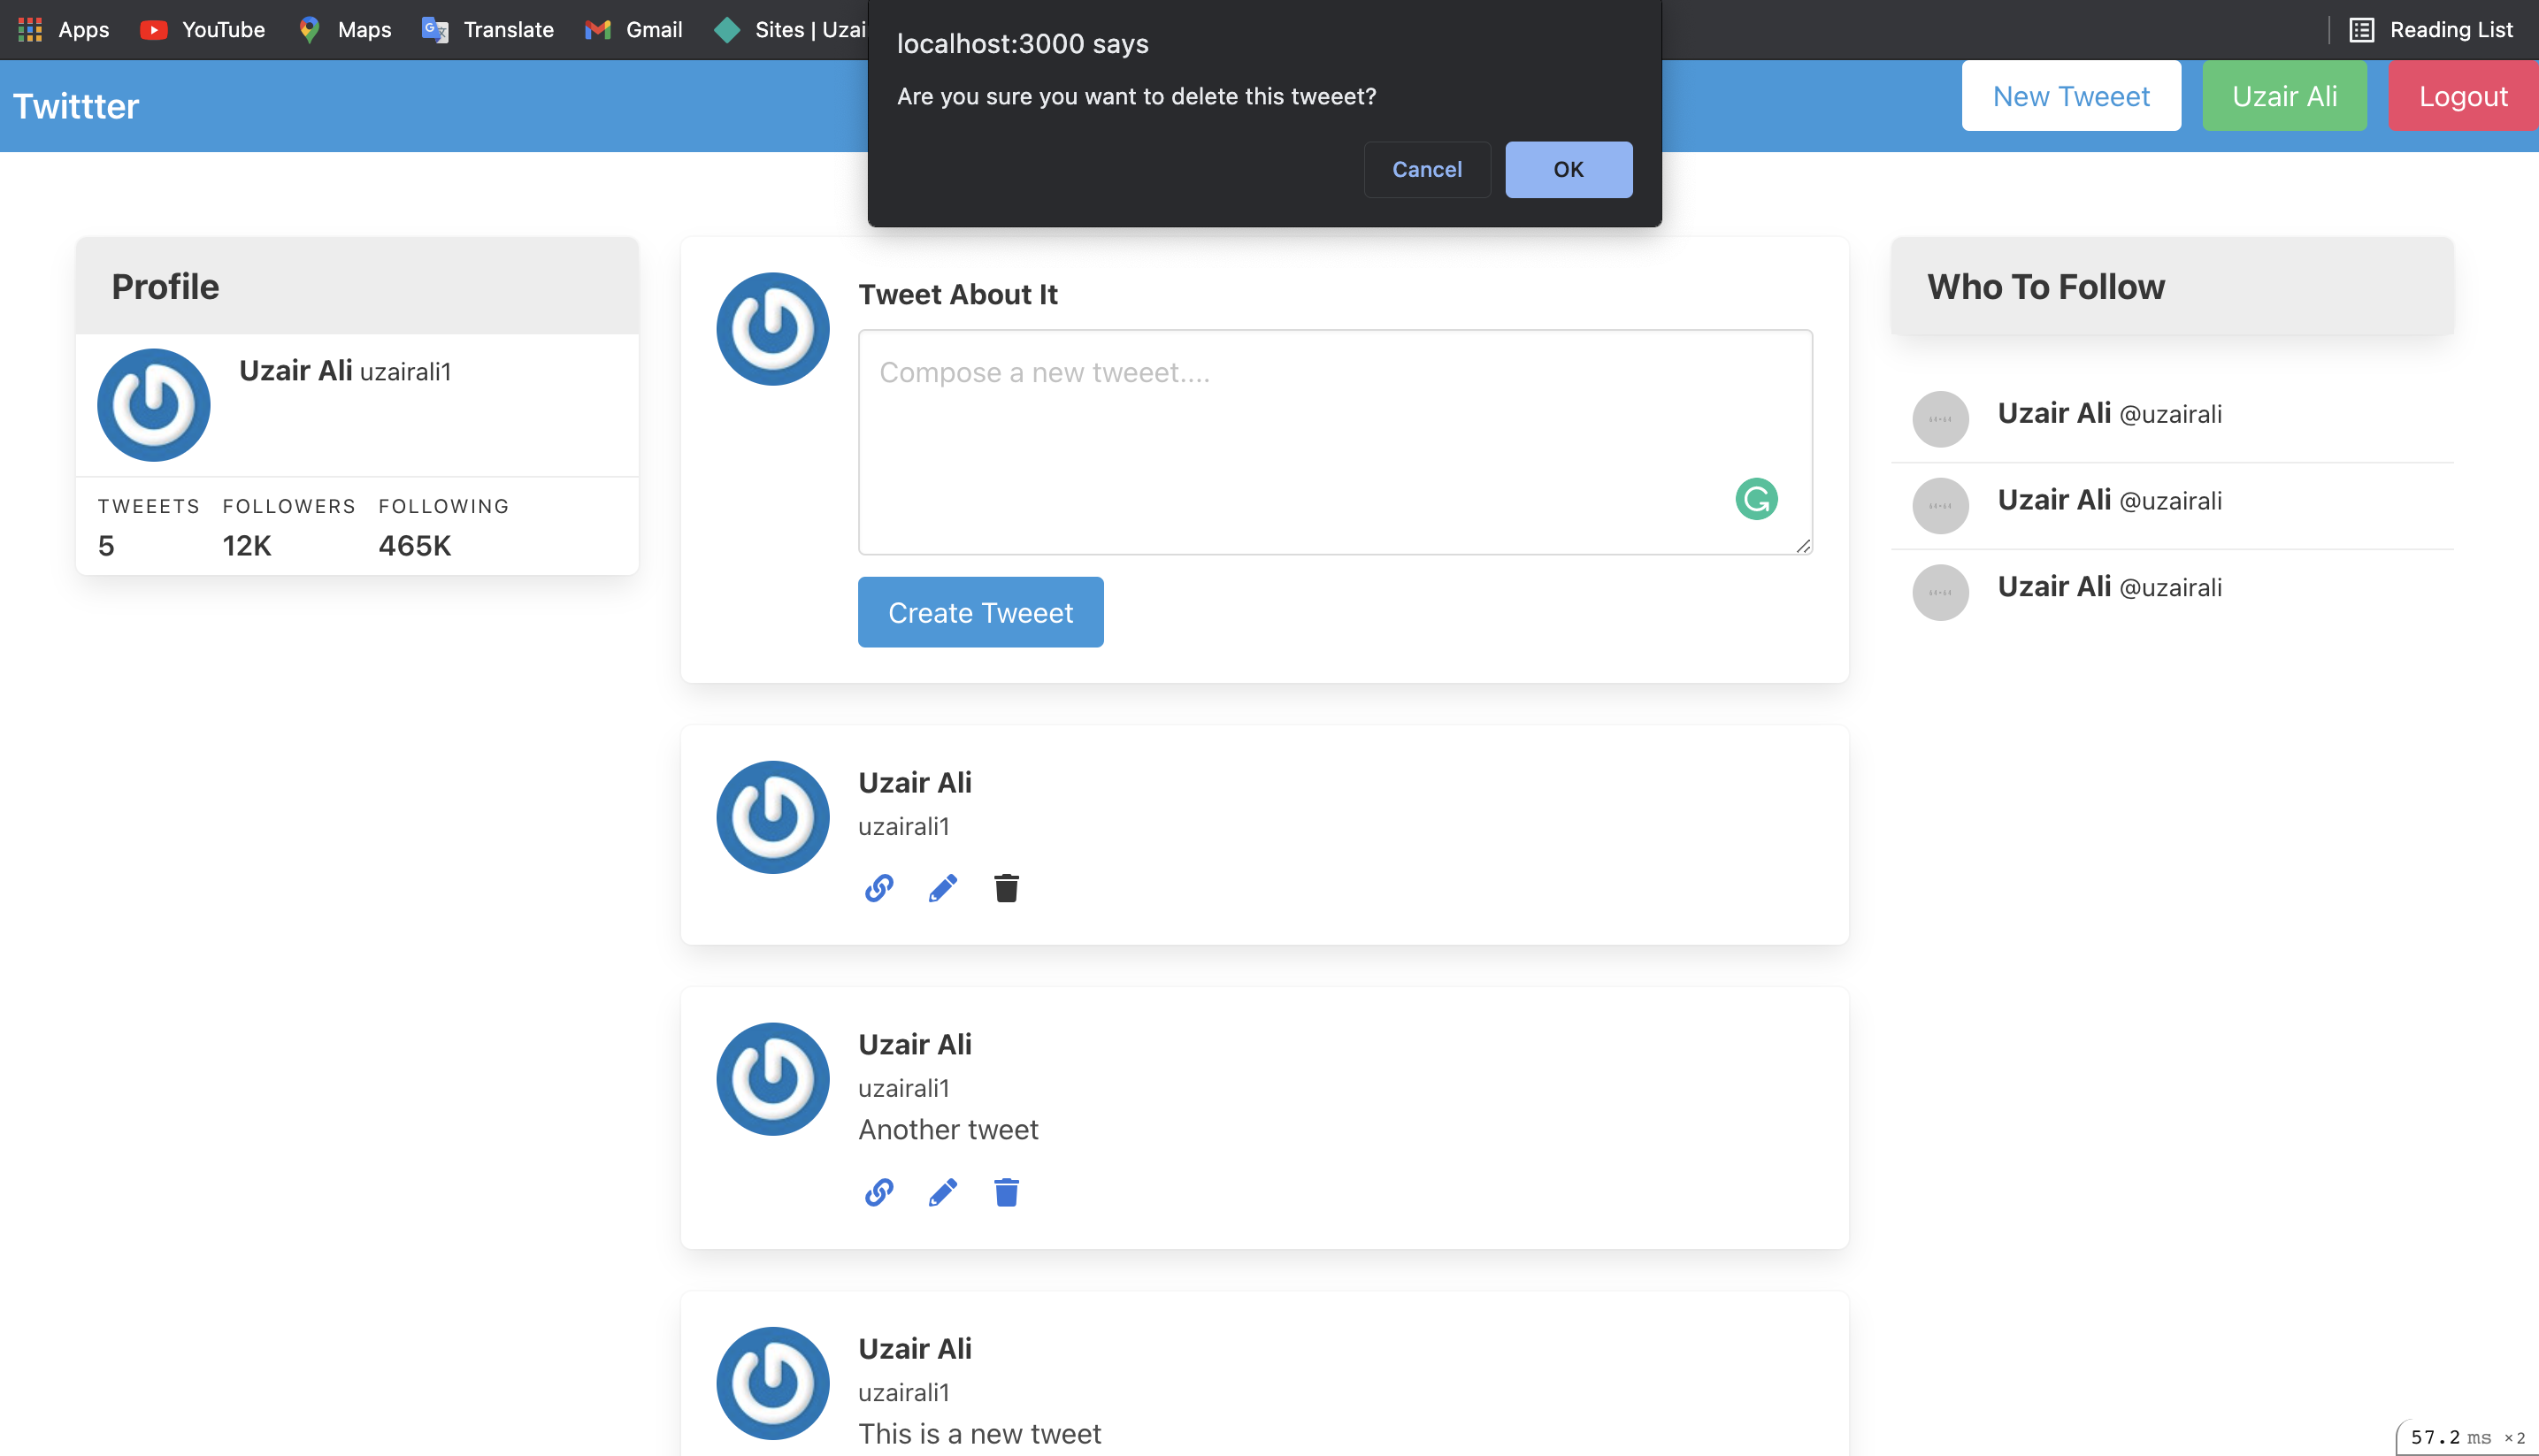 Apps YouTube Maps Translate Gmail Sites | Uzai Reading List
localhost:3000 says
Are you sure you want to delete this tweeet?
Cancel OK
Twittter
New Tweeet Uzair Ali Logout
Profile
Uzair Ali uzairali1
TWEEETS FOLLOWERS FOLLOWING
5 12K 465K
Tweet About It
Compose a new tweeet....
Create Tweeet
Uzair Ali
uzairali1
Uzair Ali
uzairali1
Another tweet
Uzair Ali
uzairali1
This is a new tweet
Who To Follow
Uzair Ali @uzairali
Uzair Ali @uzairali
Uzair Ali @uzairali
57.2 ms ×2